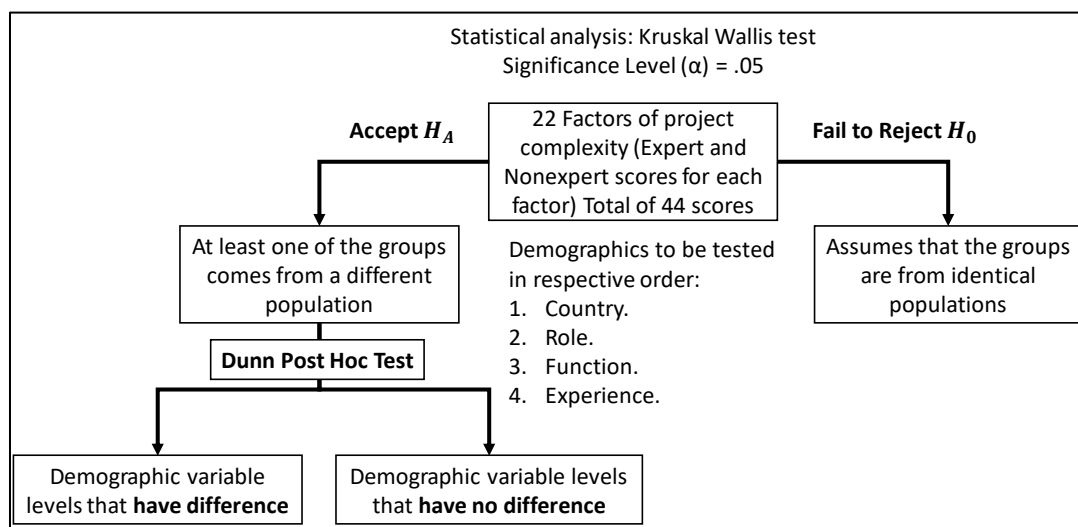 Statistical analysis: Kruskal Wallis test
Significance Level (α) = .05
Accept H_A
22 Factors of project
complexity (Expert and
Nonexpert scores for each
factor) Total of 44 scores
Fail to Reject H_0
At least one of the groups
comes from a different
population
Demographics to be tested
in respective order:
1. Country.
2. Role.
3. Function.
4. Experience.
Assumes that the groups
are from identical
populations
Dunn Post Hoc Test
Demographic variable
levels that have difference
Demographic variable levels
that have no difference